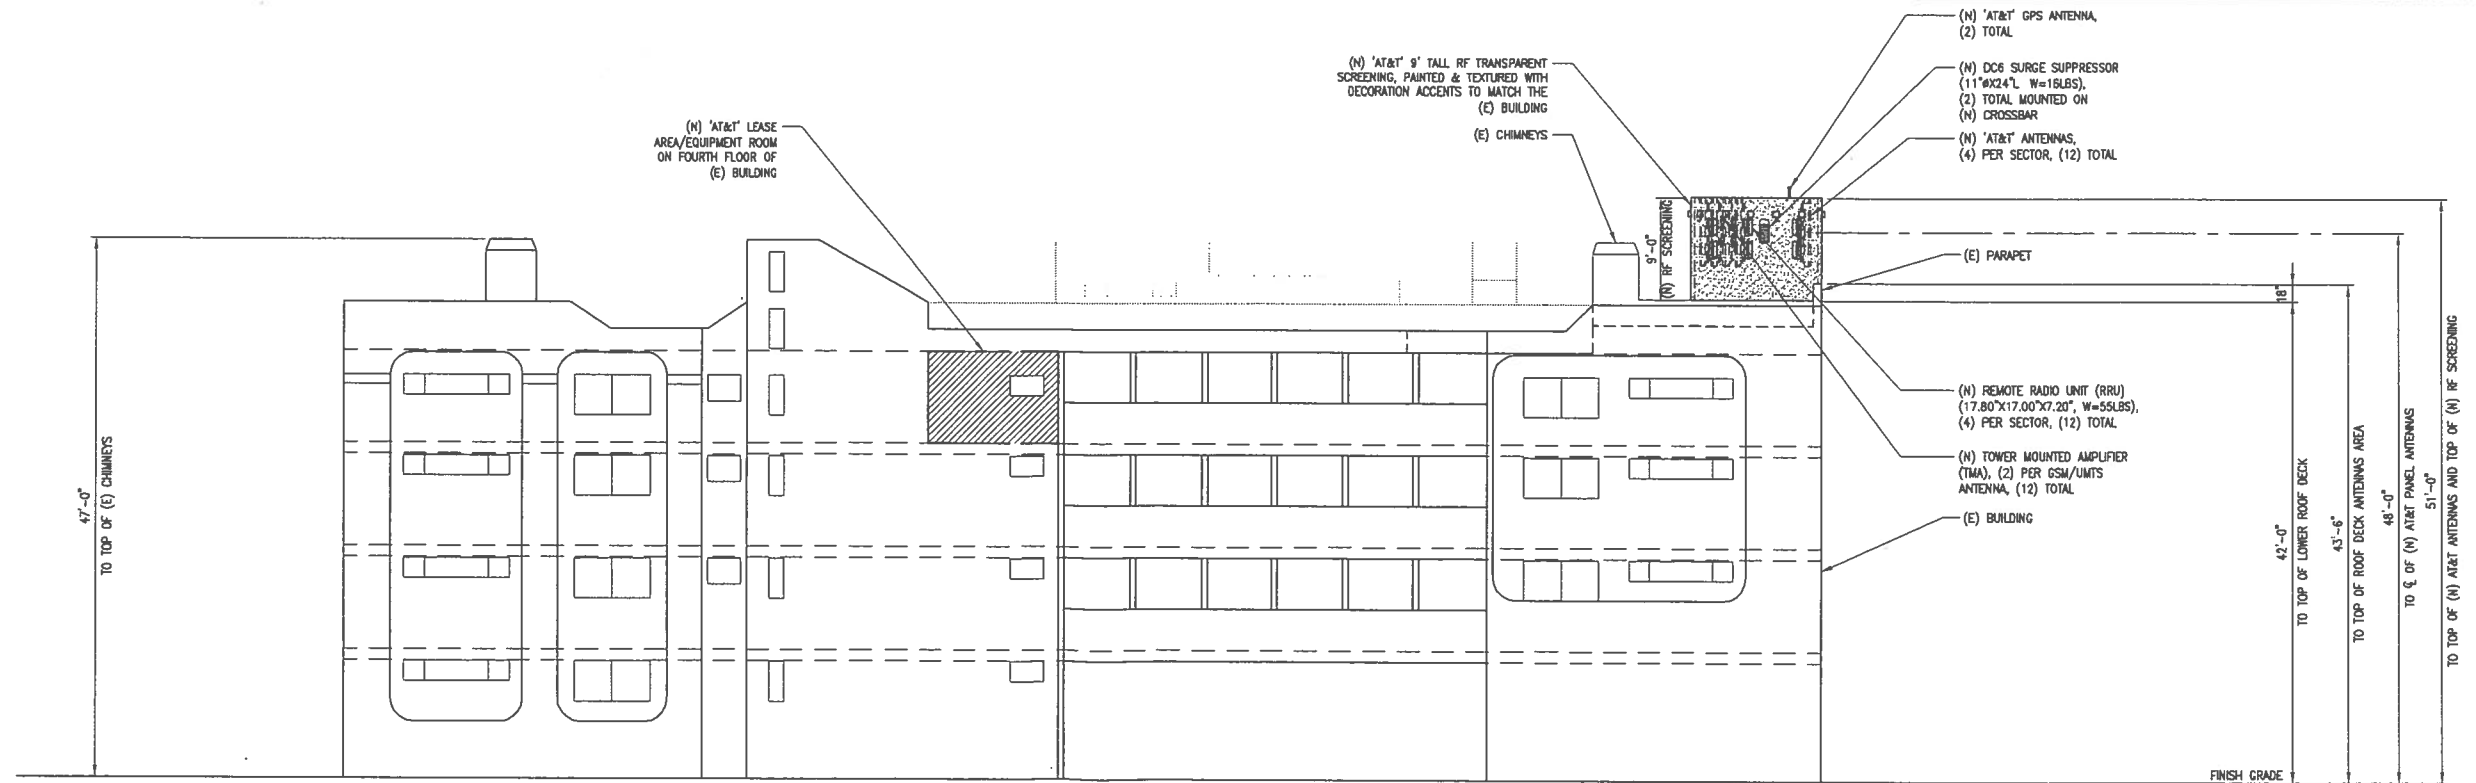 (N) 'AT&T' GPS ANTENNA,
(2) TOTAL
(N) 'AT&T' 9' TALL RF TRANSPARENT
SCREENING, PAINTED & TEXTURED WITH
DECORATION ACCENTS TO MATCH THE
(E) BUILDING
(N) DC6 SURGE SUPPRESSOR
(11"øX24"L W=16LBS),
(2) TOTAL MOUNTED ON
(N) CROSSBAR
(N) 'AT&T' LEASE
AREA/EQUIPMENT ROOM
ON FOURTH FLOOR OF
(E) BUILDING
(E) CHIMNEYS
(N) 'AT&T' ANTENNAS,
(4) PER SECTOR, (12) TOTAL
9'-0"
(N) RF SCREENING
(E) PARAPET
18"
(N) REMOTE RADIO UNIT (RRU)
(17.80"X17.00"X7.20", W=55LBS),
(4) PER SECTOR, (12) TOTAL
(N) TOWER MOUNTED AMPLIFIER
(TMA), (2) PER GSM/UMTS
ANTENNA, (12) TOTAL
(E) BUILDING
47'-0"
TO TOP OF (E) CHIMNEYS
42'-0"
TO TOP OF LOWER ROOF DECK
43'-6"
TO TOP OF ROOF DECK ANTENNAS AREA
48'-0"
TO ℄ OF (N) AT&T PANEL ANTENNAS
51'-0"
TO TOP OF (N) AT&T ANTENNAS AND TOP OF (N) RF SCREENING
FINISH GRADE